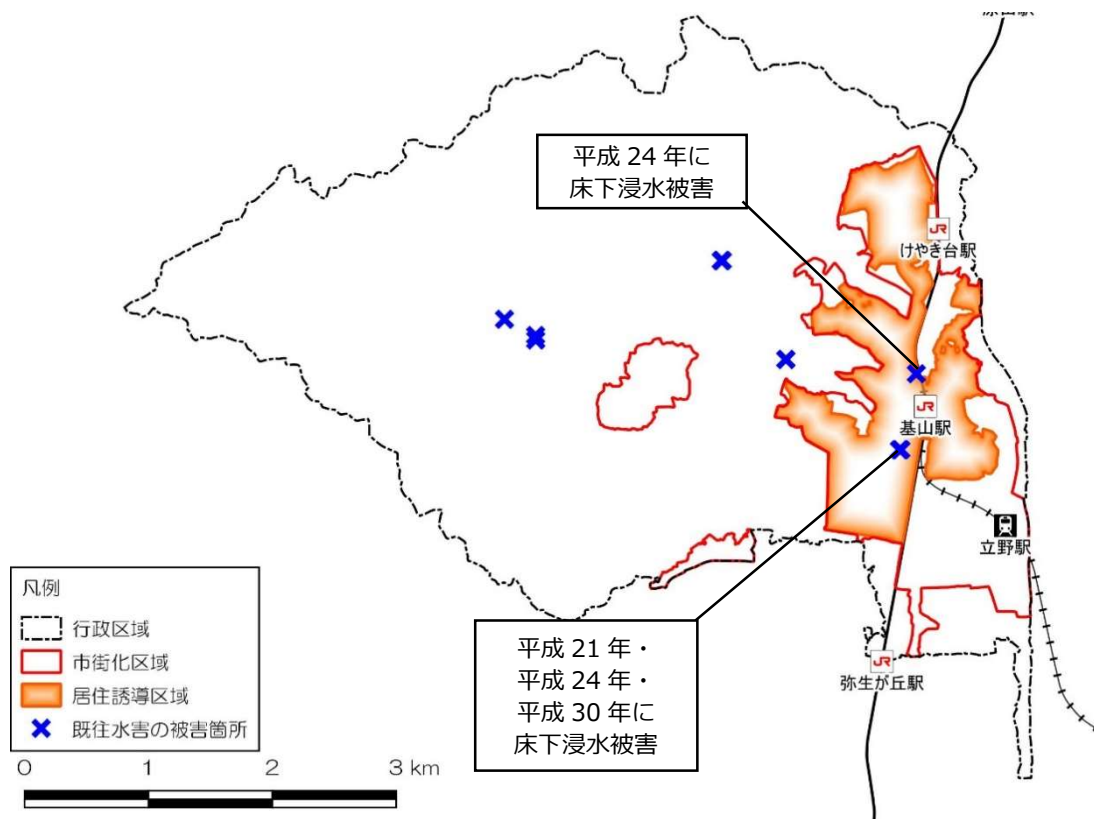 平成 24 年に
床下浸水被害
JR
けやき台駅
JR
基山駅
立野駅
凡例
行政区域
市街化区域
居住誘導区域
既往水害の被害箇所
平成 21 年・
平成 24 年・
平成 30 年に
床下浸水被害
JR
弥生が丘駅
0 1 2 3 km